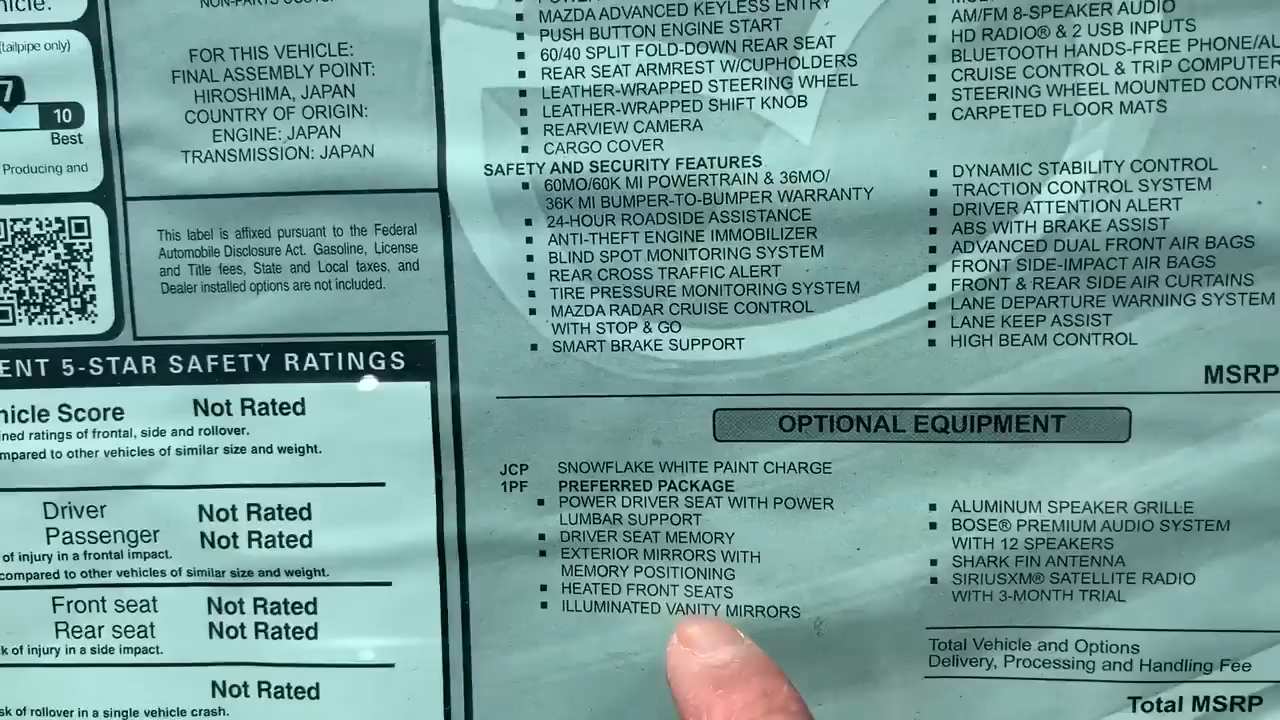 (tailpipe only)
7
10
Best
Producing and
NON-PARTS COSTS.
FOR THIS VEHICLE:
FINAL ASSEMBLY POINT:
HIROSHIMA, JAPAN
COUNTRY OF ORIGIN:
ENGINE: JAPAN
TRANSMISSION: JAPAN
This label is affixed pursuant to the Federal
Automobile Disclosure Act. Gasoline, License
and Title fees, State and Local taxes, and
Dealer installed options are not included.
5-STAR SAFETY RATINGS
Score
Not Rated
ratings of frontal, side and rollover.
to other vehicles of similar size and weight.
Driver
Not Rated
Passenger
Not Rated
of injury in a frontal impact.
compared to other vehicles of similar size and weight.
Front seat
Not Rated
Rear seat
Not Rated
of injury in a side impact.
Not Rated
of rollover in a single vehicle crash.
MAZDA ADVANCED KEYLESS ENTRY
PUSH BUTTON ENGINE START
60/40 SPLIT FOLD-DOWN REAR SEAT
REAR SEAT ARMREST W/CUPHOLDERS
LEATHER-WRAPPED STEERING WHEEL
LEATHER-WRAPPED SHIFT KNOB
REARVIEW CAMERA
CARGO COVER
AM/FM 8-SPEAKER AUDIO
HD RADIO® & 2 USB INPUTS
BLUETOOTH HANDS-FREE PHONE/AU
CRUISE CONTROL & TRIP COMPUTER
STEERING WHEEL MOUNTED CONTR
CARPETED FLOOR MATS
SAFETY AND SECURITY FEATURES
60MO/60K MI POWERTRAIN & 36MO/
36K MI BUMPER-TO-BUMPER WARRANTY
24-HOUR ROADSIDE ASSISTANCE
ANTI-THEFT ENGINE IMMOBILIZER
BLIND SPOT MONITORING SYSTEM
REAR CROSS TRAFFIC ALERT
TIRE PRESSURE MONITORING SYSTEM
MAZDA RADAR CRUISE CONTROL
WITH STOP & GO
SMART BRAKE SUPPORT
DYNAMIC STABILITY CONTROL
TRACTION CONTROL SYSTEM
DRIVER ATTENTION ALERT
ABS WITH BRAKE ASSIST
ADVANCED DUAL FRONT AIR BAGS
FRONT SIDE-IMPACT AIR BAGS
FRONT & REAR SIDE AIR CURTAINS
LANE DEPARTURE WARNING SYSTEM
LANE KEEP ASSIST
HIGH BEAM CONTROL
MSRP
OPTIONAL EQUIPMENT
JCP SNOWFLAKE WHITE PAINT CHARGE
1PF PREFERRED PACKAGE
POWER DRIVER SEAT WITH POWER
LUMBAR SUPPORT
DRIVER SEAT MEMORY
EXTERIOR MIRRORS WITH
MEMORY POSITIONING
HEATED FRONT SEATS
ILLUMINATED VANITY MIRRORS
ALUMINUM SPEAKER GRILLE
BOSE® PREMIUM AUDIO SYSTEM
WITH 12 SPEAKERS
SHARK FIN ANTENNA
SIRIUSXM® SATELLITE RADIO
WITH 3-MONTH TRIAL
Total Vehicle and Options
Delivery, Processing and Handling Fee
Total MSRP